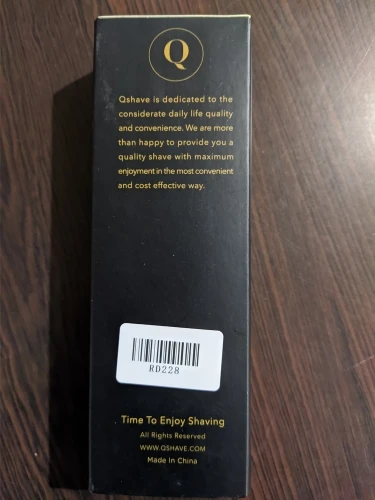 Q
Qshave is dedicated to the
considerate daily life quality
and convenience. We are more
than happy to provide you a
quality shave with maximum
enjoyment in the most convenient
and cost effective way.
RD228
Time To Enjoy Shaving
All Rights Reserved
WWW.QSHAVE.COM
Made In China